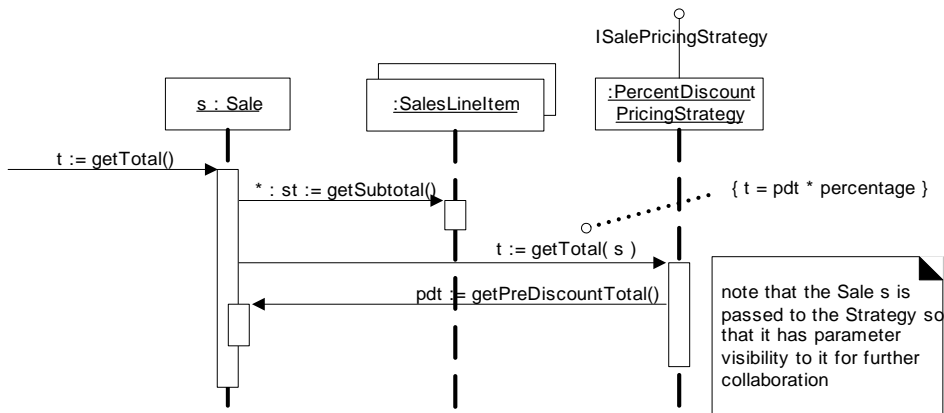 ISalePricingStrategy
s : Sale
:SalesLineItem
:PercentDiscount
PricingStrategy
t := getTotal()
* : st := getSubtotal()
{ t = pdt * percentage }
t := getTotal( s )
pdt := getPreDiscountTotal()
note that the Sale s is
passed to the Strategy so
that it has parameter
visibility to it for further
collaboration